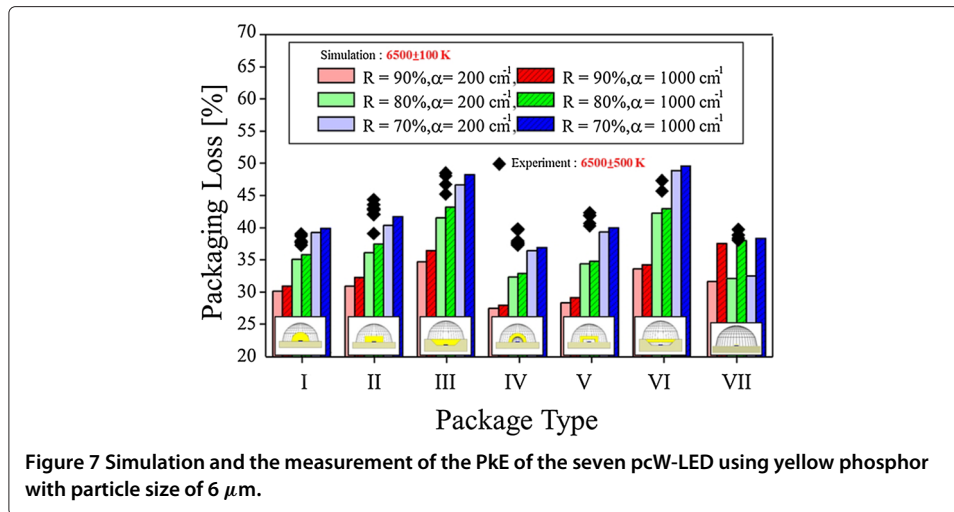 70
65
60
55
50
45
40
35
30
25
20
Packaging Loss [%]
Simulation : 6500±100 K
R = 90%,α= 200 cm-1, R = 90%,α= 1000 cm-1
R = 80%,α= 200 cm-1, R = 80%,α= 1000 cm-1
R = 70%,α= 200 cm-1, R = 70%,α= 1000 cm-1
Experiment : 6500±500 K
I II III IV V VI VII
Package Type
Figure 7 Simulation and the measurement of the PkE of the seven pcW-LED using yellow phosphor
with particle size of 6 μm.